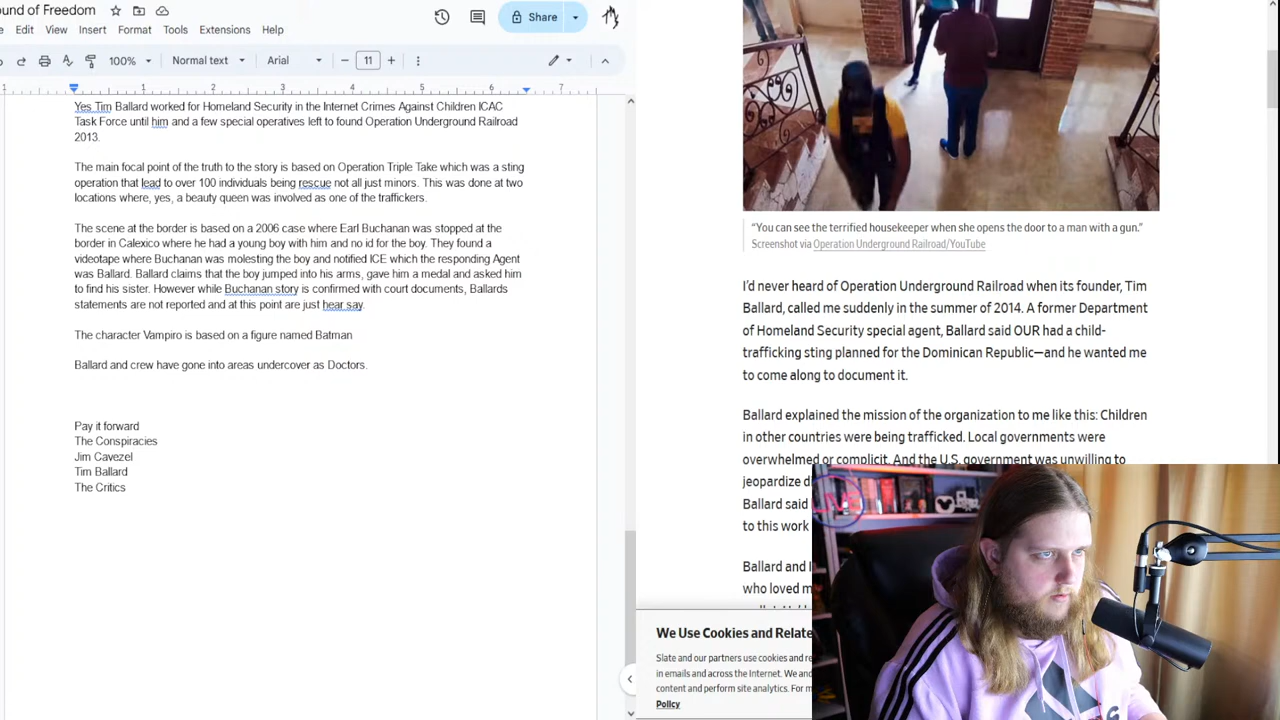 ound of Freedom
Edit View Insert Format Tools Extensions Help
Share
100% Normal text Arial 11
1 1 2 3 4 5 6 7
Yes Tim Ballard worked for Homeland Security in the Internet Crimes Against Children ICAC
Task Force until him and a few special operatives left to found Operation Underground Railroad
2013.
The main focal point of the truth to the story is based on Operation Triple Take which was a sting
operation that lead to over 100 individuals being rescue not all just minors. This was done at two
locations where, yes, a beauty queen was involved as one of the traffickers.
The scene at the border is based on a 2006 case where Earl Buchanan was stopped at the
border in Calexico where he had a young boy with him and no id for the boy. They found a
videotape where Buchanan was molesting the boy and notified ICE which the responding Agent
was Ballard. Ballard claims that the boy jumped into his arms, gave him a medal and asked him
to find his sister. However while Buchanan story is confirmed with court documents, Ballards
statements are not reported and at this point are just hear say.
The character Vampiro is based on a figure named Batman
Ballard and crew have gone into areas undercover as Doctors.
Pay it forward
The Conspiracies
Jim Cavezel
Tim Ballard
The Critics
“You can see the terrified housekeeper when she opens the door to a man with a gun.”
Screenshot via Operation Underground Railroad/YouTube
I’d never heard of Operation Underground Railroad when its founder, Tim
Ballard, called me suddenly in the summer of 2014. A former Department
of Homeland Security special agent, Ballard said OUR had a child-
trafficking sting planned for the Dominican Republic—and he wanted me
to come along to document it.
Ballard explained the mission of the organization to me like this: Children
in other countries were being trafficked. Local governments were
overwhelmed or complicit. And the U.S. government was unwilling to
jeopardize d
Ballard said
to this work
Ballard and I
who loved m
We Use Cookies and Relate
Slate and our partners use cookies and re
in emails and across the Internet. We and
content and perform site analytics. For m
Policy
LIVE